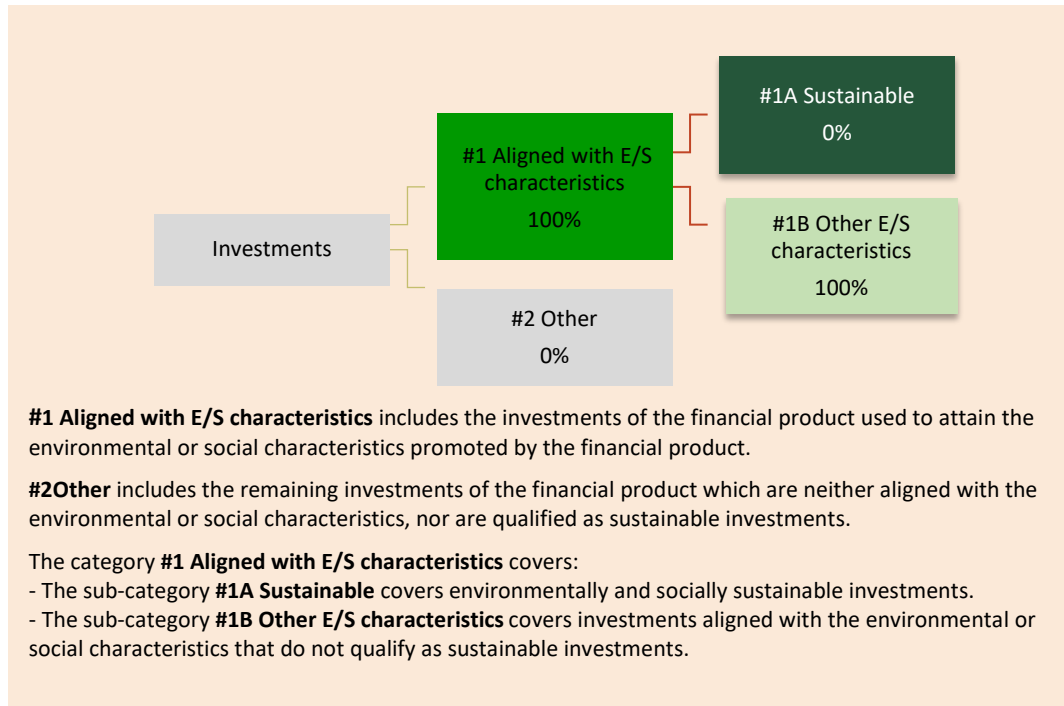 #1A Sustainable
0%
#1 Aligned with E/S
characteristics
100%
#1B Other E/S
characteristics
100%
Investments
#2 Other
0%
#1 Aligned with E/S characteristics includes the investments of the financial product used to attain the
environmental or social characteristics promoted by the financial product.
#2Other includes the remaining investments of the financial product which are neither aligned with the
environmental or social characteristics, nor are qualified as sustainable investments.
The category #1 Aligned with E/S characteristics covers:
- The sub-category #1A Sustainable covers environmentally and socially sustainable investments.
- The sub-category #1B Other E/S characteristics covers investments aligned with the environmental or
social characteristics that do not qualify as sustainable investments.